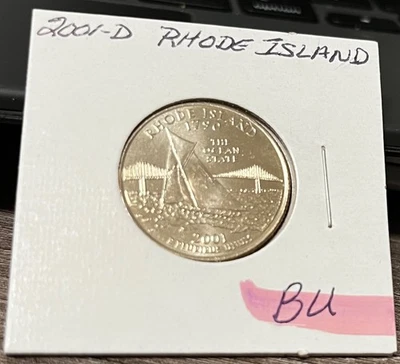 2001-D RHODE ISLAND
RHODE ISLAND
1790
THE
OCEAN
STATE
2001
E PLURIBUS UNUM
BU